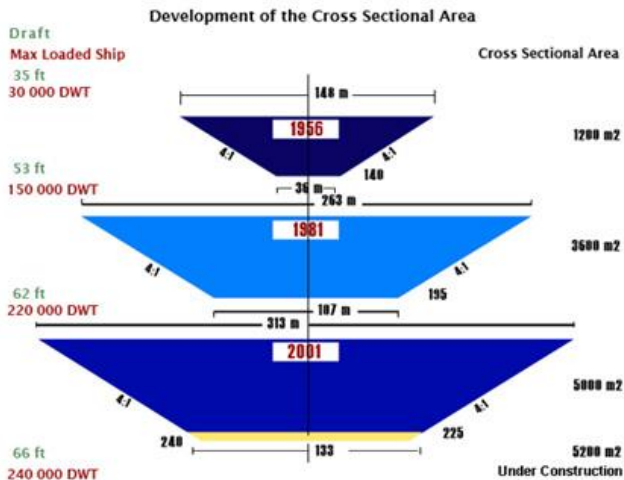 Development of the Cross Sectional Area
Draft
Max Loaded Ship
Cross Sectional Area
35 ft
30 000 DWT
148 m
1956
1200 m2
4:1
4:1
140
53 ft
150 000 DWT
36 m
263 m
1981
3600 m2
4:1
4:1
195
62 ft
220 000 DWT
107 m
313 m
2001
4:1
4:1
5000 m2
240
225
66 ft
133
5200 m2
240 000 DWT
Under Construction